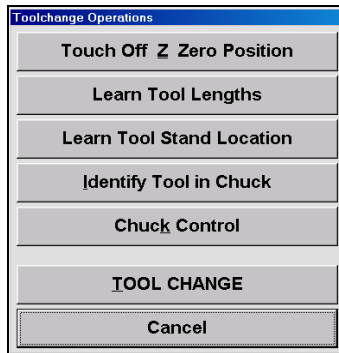 Toolchange Operations
Touch Off Z Zero Position
Learn Tool Lengths
Learn Tool Stand Location
Identify Tool in Chuck
Chuck Control
TOOL CHANGE
Cancel